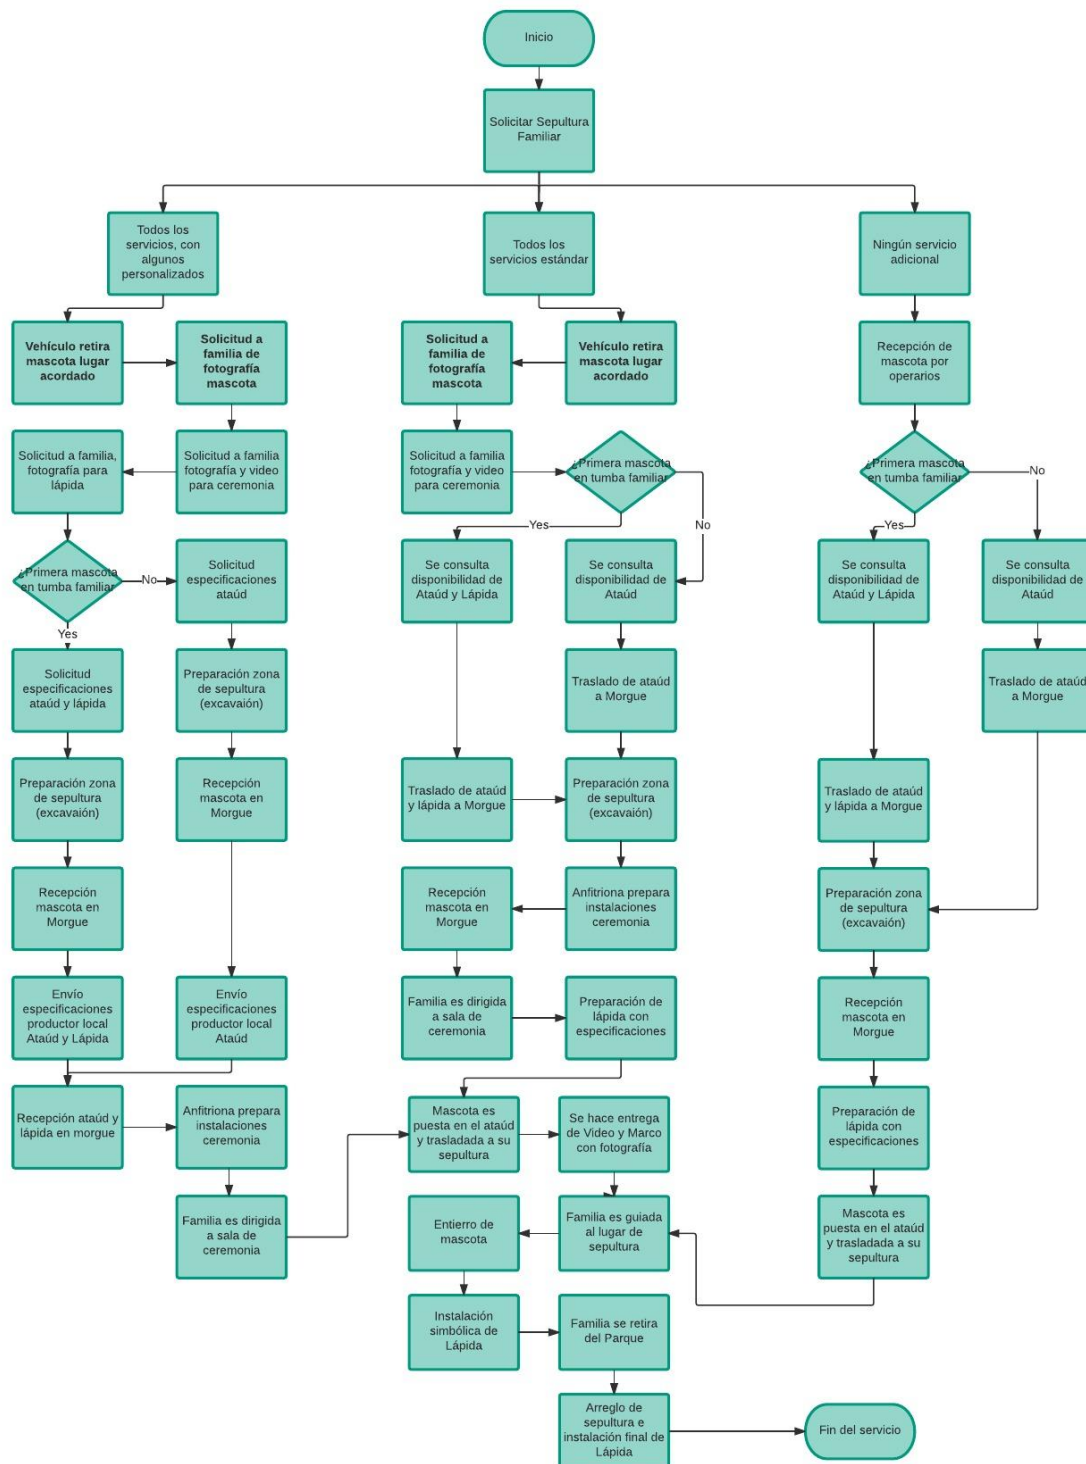 Inicio
Solicitar Sepultura
Familiar
Todos los
servicios, con
algunos
personalizados
Todos los
servicios estándar
Ningún servicio
adicional
Vehículo retira
mascota lugar
acordado
Solicitud a
familia de
fotografía
mascota
Solicitud a
familia de
fotografía
mascota
Vehículo retira
mascota lugar
acordado
Recepción de
mascota por
operarios
Solicitud a familia,
fotografía para
lápida
Solicitud a familia
fotografía y video
para ceremonia
Solicitud a familia
fotografía y video
para ceremonia
¿Primera mascota
en tumba familiar
¿Primera mascota
en tumba familiar
No
Yes
No
Yes
¿Primera mascota
en tumba familiar
No
Yes
Solicitud
especificaciones
ataúd
Se consulta
disponibilidad de
Ataúd y Lápida
Se consulta
disponibilidad de
Ataúd
Se consulta
disponibilidad de
Ataúd y Lápida
Se consulta
disponibilidad de
Ataúd
Solicitud
especificaciones
ataúd y lápida
Preparación zona
de sepultura
(excavaión)
Traslado de ataúd
a Morgue
Traslado de ataúd
a Morgue
Preparación zona
de sepultura
(excavaión)
Recepción
mascota en
Morgue
Traslado de ataúd
y lápida a Morgue
Preparación zona
de sepultura
(excavaión)
Traslado de ataúd
y lápida a Morgue
Recepción
mascota en
Morgue
Recepción
mascota en
Morgue
Anfitriona prepara
instalaciones
ceremonia
Preparación zona
de sepultura
(excavaión)
Envío
especificaciones
productor local
Ataúd y Lápida
Envío
especificaciones
productor local
Ataúd
Familia es dirigida
a sala de
ceremonia
Preparación de
lápida con
especificaciones
Recepción
mascota en
Morgue
Recepción ataúd y
lápida en morgue
Anfitriona prepara
instalaciones
ceremonia
Mascota es
puesta en el ataúd
y trasladada a su
sepultura
Se hace entrega
de Video y Marco
con fotografía
Preparación de
lápida con
especificaciones
Familia es dirigida
a sala de
ceremonia
Entierro de
mascota
Familia es guiada
al lugar de
sepultura
Mascota es
puesta en el ataúd
y trasladada a su
sepultura
Instalación
simbólica de
Lápida
Familia se retira
del Parque
Arreglo de
sepultura e
instalación final de
Lápida
Fin del servicio